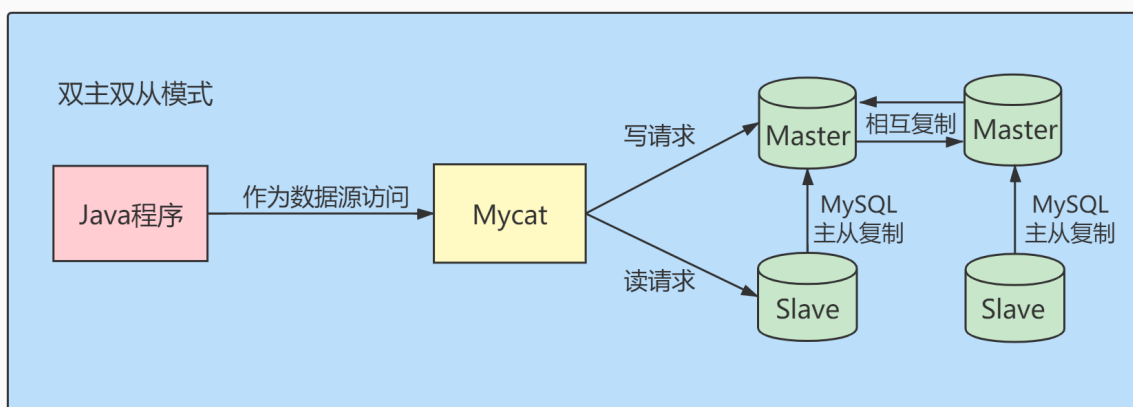 双主双从模式
Java程序
作为数据源访问
Mycat
写请求
读请求
Master
相互复制
Master
MySQL
主从复制
MySQL
主从复制
Slave
Slave